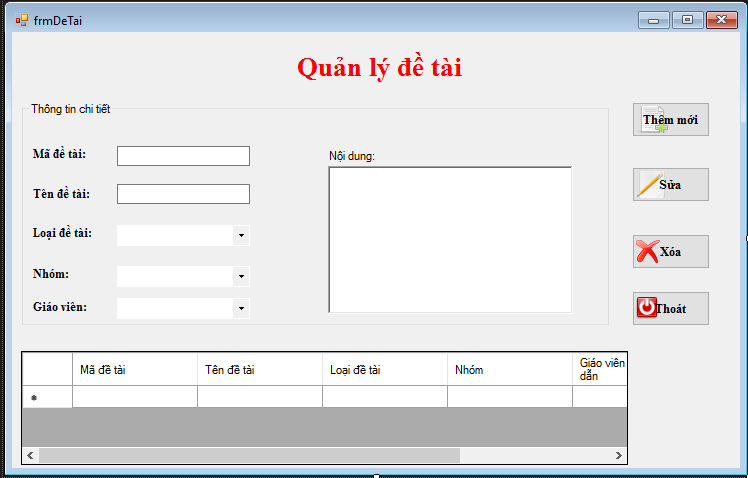 frmDeTai
Quản lý đề tài
Thông tin chi tiết
Mã đề tài:
Tên đề tài:
Loại đề tài:
Nhóm:
Giáo viên:
Nội dung:
Thêm mới
Sửa
Xóa
Thoát
Mã đề tài
Tên đề tài
Loại đề tài
Nhóm
Giáo viên
dẫn